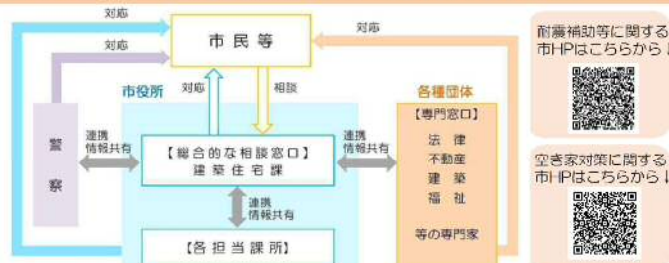 対応
対応
市民等
対応
市役所
対応
相談
各種団体
【専門窓口】
法律
不動産
建築
福祉
等の専門家
警察
連携
情報共有
【総合的な相談窓口】
建築住宅課
連携
情報共有
連携
情報共有
【各担当課所】
耐震補助等に関する
市HPはこちらから↓
空き家対策に関する
市HPはこちらから↓